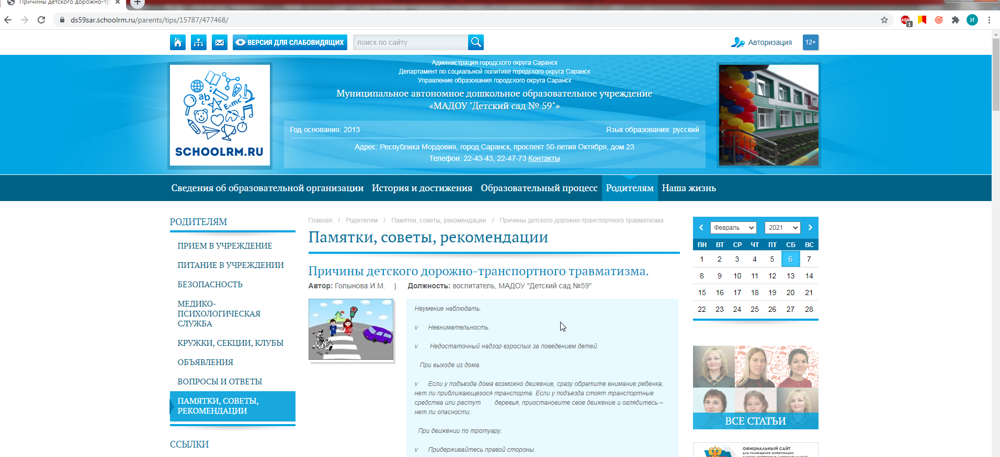 Причины детского дорожно-тр
ds59sar.schoolrm.ru/parents/tips/15787/477468/
ABP
1
И
ВЕРСИЯ ДЛЯ СЛАБОВИДЯЩИХ
поиск по сайту
Авторизация
12+
Администрация городского округа Саранск
Департамент по социальной политике городского округа Саранск
Управление образования городского округа Саранск
Муниципальное автономное дошкольное образовательное учреждение
«МАДОУ "Детский сад № 59"»
ab
c
E=mc²
SCHOOLRM.RU
Год основания: 2013
Язык образования: русский
Адрес: Республика Мордовия, город Саранск, проспект 50-летия Октября, дом 23
Телефон: 22-43-43, 22-47-73 Контакты
Сведения об образовательной организации История и достижения Образовательный процесс Родителям Наша жизнь
РОДИТЕЛЯМ
ПРИЕМ В УЧРЕЖДЕНИЕ
ПИТАНИЕ В УЧРЕЖДЕНИИ
БЕЗОПАСНОСТЬ
МЕДИКО-
ПСИХОЛОГИЧЕСКАЯ
СЛУЖБА
КРУЖКИ, СЕКЦИИ, КЛУБЫ
ОБЪЯВЛЕНИЯ
ВОПРОСЫ И ОТВЕТЫ
ПАМЯТКИ, СОВЕТЫ,
РЕКОМЕНДАЦИИ
ССЫЛКИ
Главная / Родителям / Памятки, советы, рекомендации / Причины детского дорожно-транспортного травматизма.
Памятки, советы, рекомендации
Причины детского дорожно-транспортного травматизма.
Автор: Голынова И.М. | Должность: воспитатель, МАДОУ "Детский сад №59"
Неумение наблюдать.
v Невнимательность.
v Недостаточный надзор взрослых за поведением детей.
При выходе из дома.
v Если у подъезда дома возможно движение, сразу обратите внимание ребенка,
нет ли приближающегося транспорта. Если у подъезда стоят транспортные
средства или растут деревья, приостановите свое движение и оглядитесь –
нет ли опасности.
При движении по тротуару.
v Придерживайтесь правой стороны.
Февраль 2021
ПН ВТ СР ЧТ ПТ СБ ВС
1 2 3 4 5 6 7
8 9 10 11 12 13 14
15 16 17 18 19 20 21
22 23 24 25 26 27 28
ВСЕ СТАТЬИ
ОФИЦИАЛЬНЫЙ САЙТ
ДЛЯ РАЗМЕЩЕНИЯ ИНФОРМАЦИИ